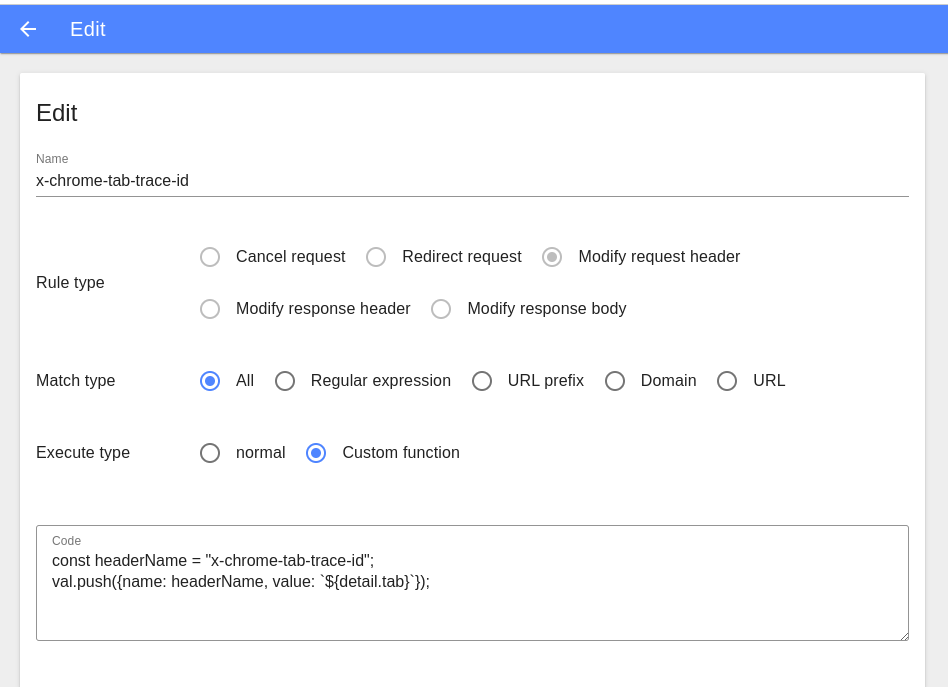 Edit
Edit
Name
x-chrome-tab-trace-id
Rule type
Cancel request Redirect request Modify request header
Modify response header Modify response body
Match type All Regular expression URL prefix Domain URL
Execute type normal Custom function
Code
const headerName = "x-chrome-tab-trace-id";
val.push({name: headerName, value: `${detail.tab}`});